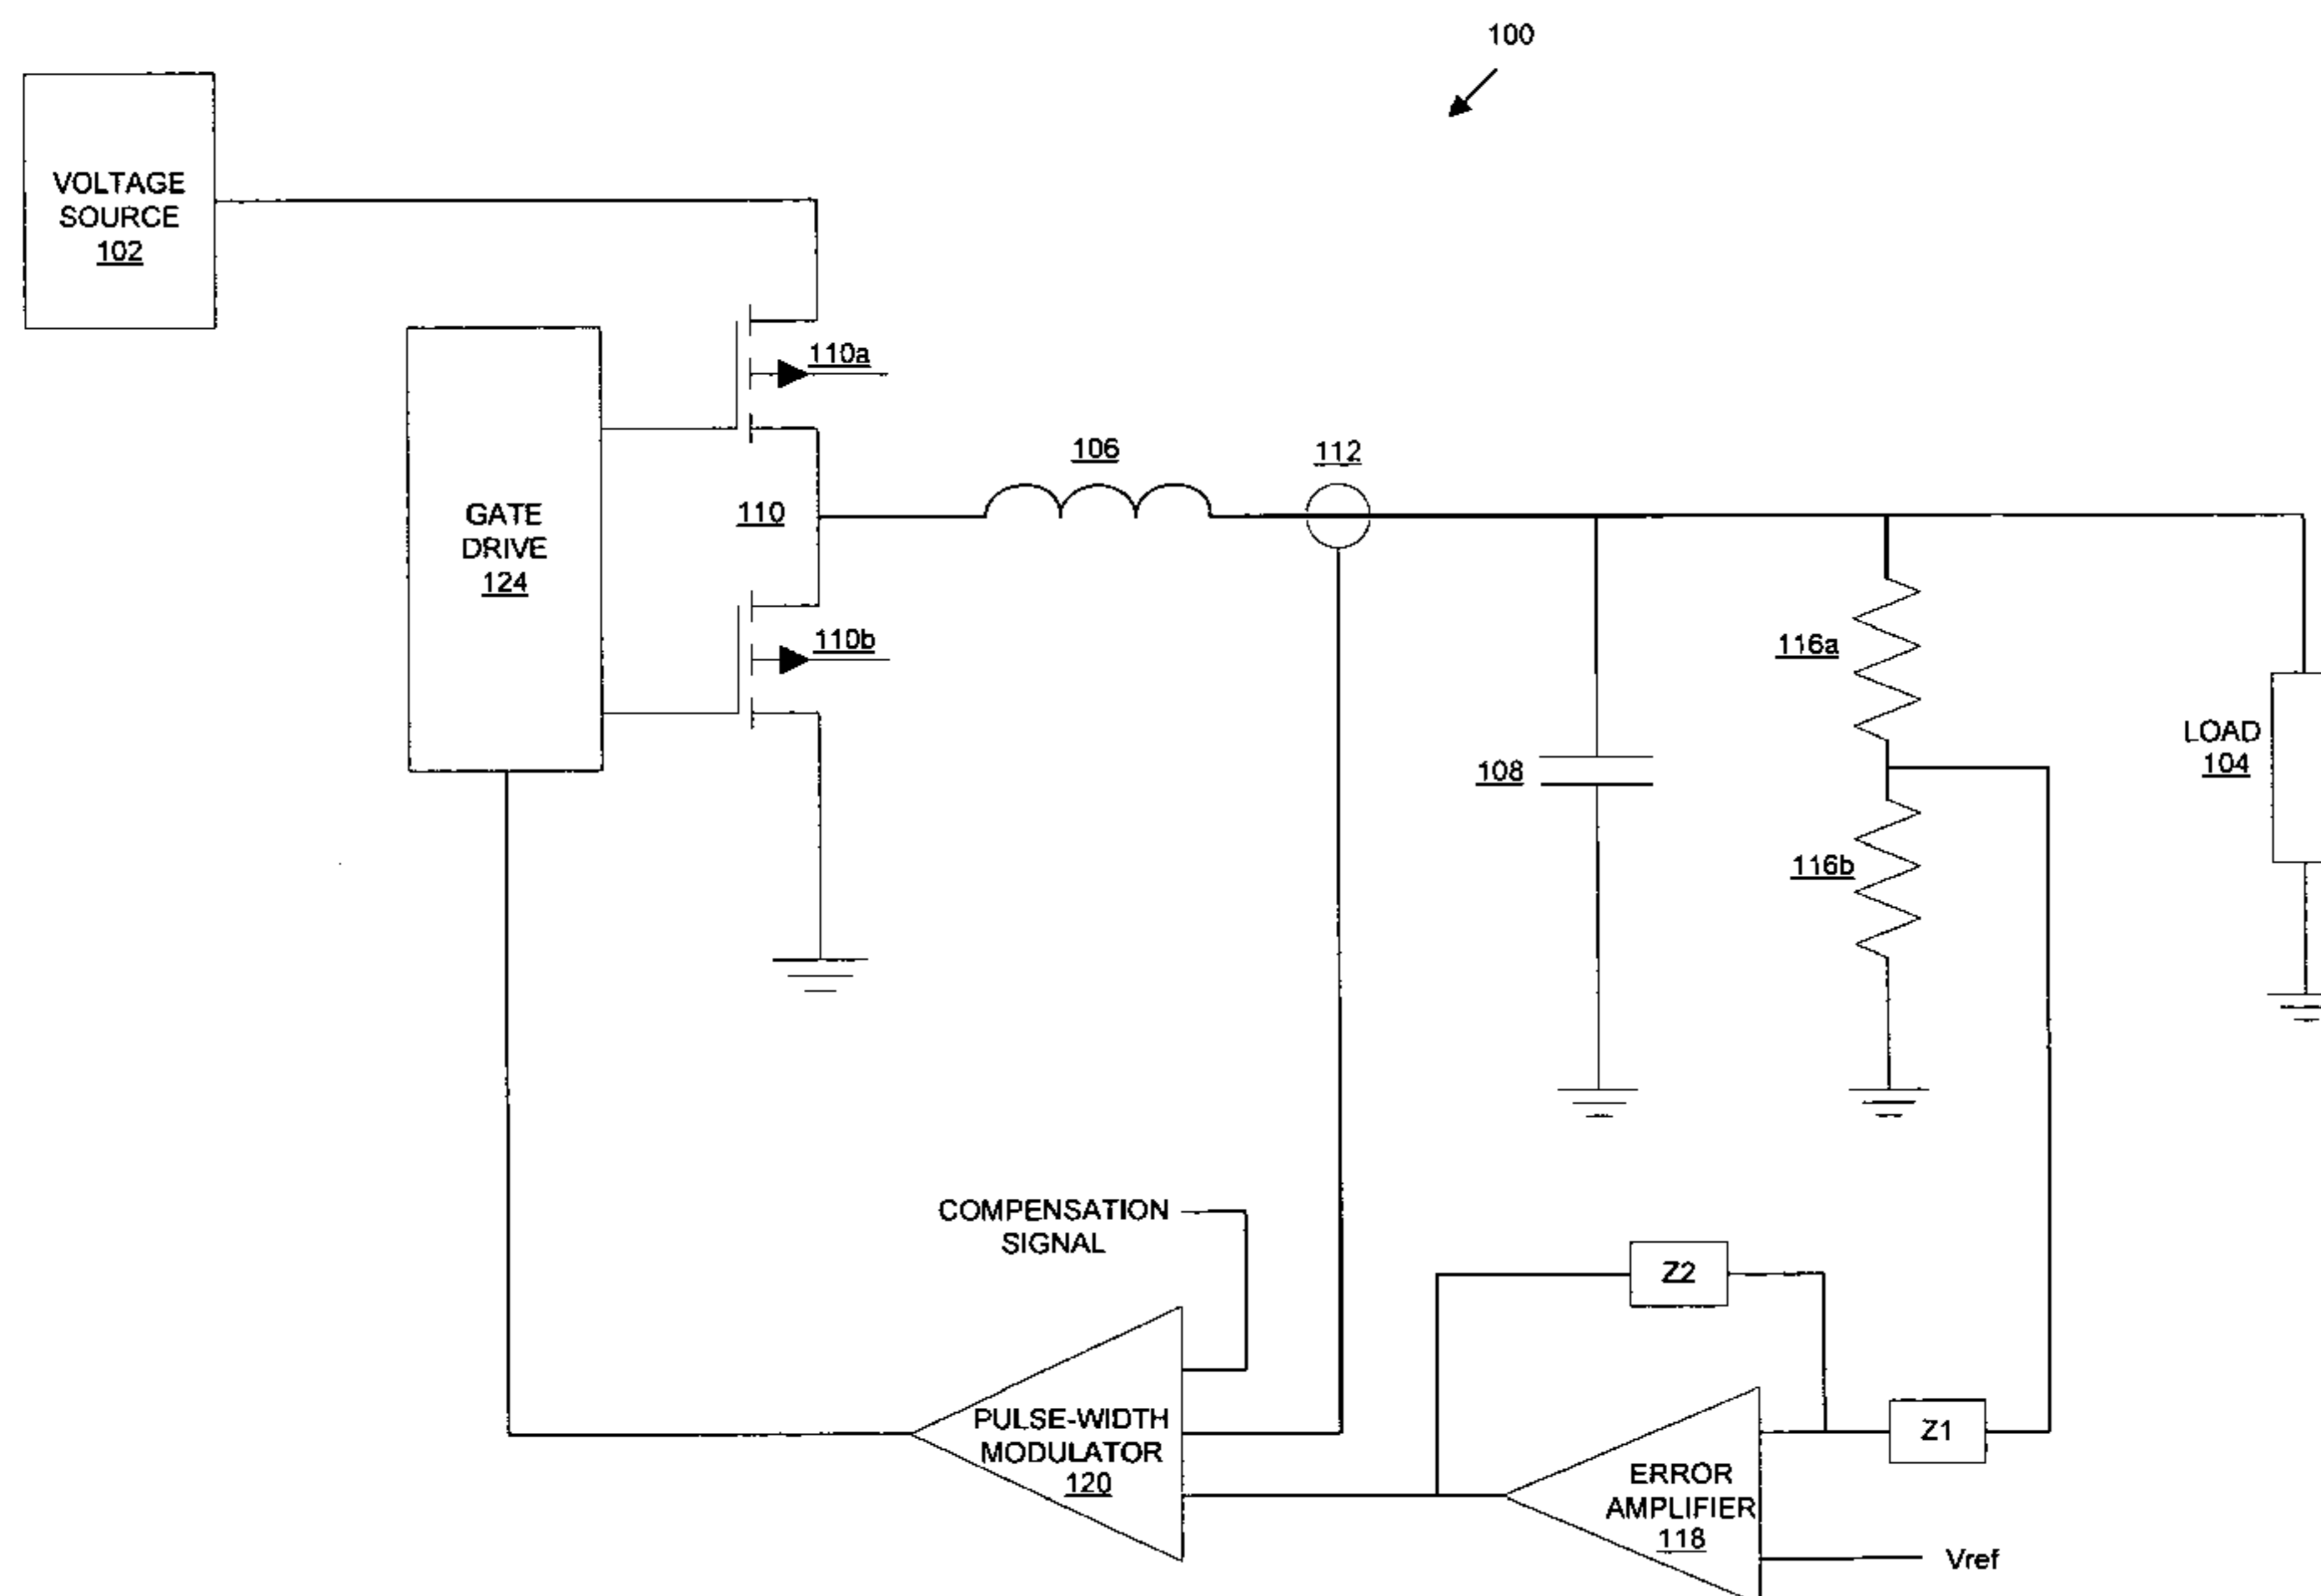 100
VOLTAGE
SOURCE
102
110a
GATE
DRIVE
124
110
106
112
110b
116a
108
116b
LOAD
104
COMPENSATION
SIGNAL
Z2
PULSE-WIDTH
MODULATOR
120
Z1
ERROR
AMPLIFIER
118
Vref